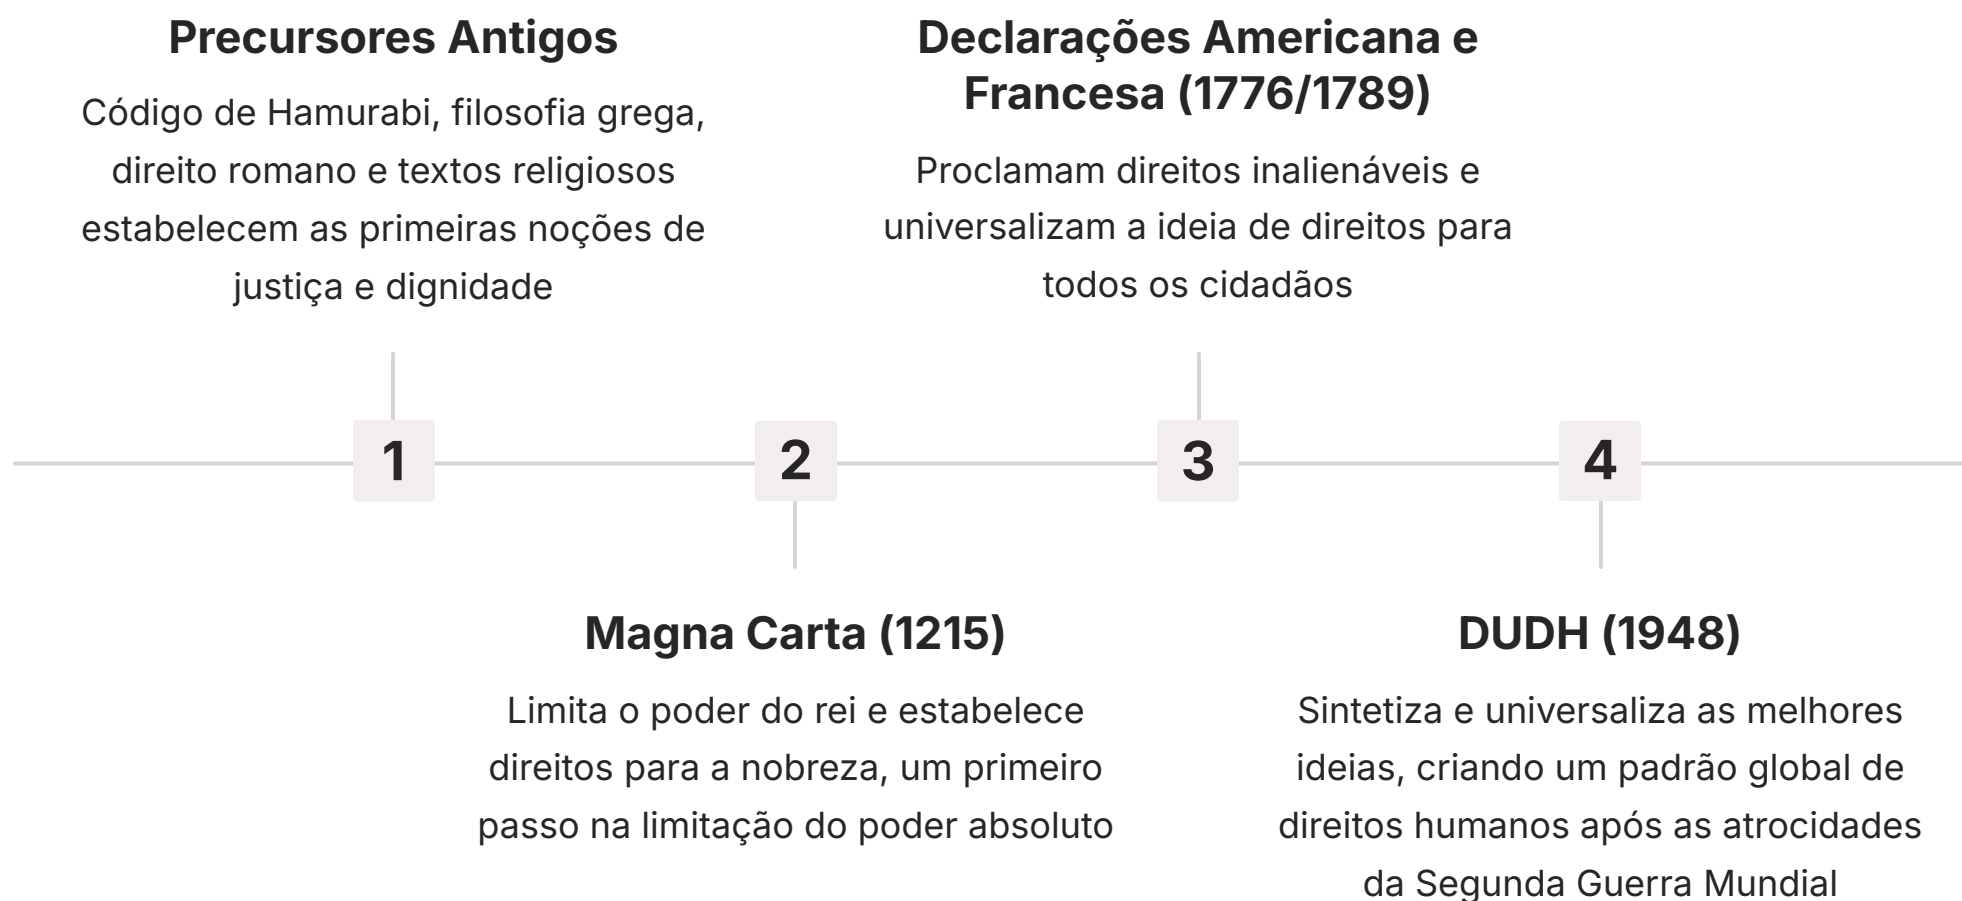 Precursores Antigos
Código de Hamurabi, filosofia grega,
direito romano e textos religiosos
estabelecem as primeiras noções de
justiça e dignidade
Declarações Americana e
Francesa (1776/1789)
Proclamam direitos inalienáveis e
universalizam a ideia de direitos para
todos os cidadãos
1
2
3
4
Magna Carta (1215)
Limita o poder do rei e estabelece
direitos para a nobreza, um primeiro
passo na limitação do poder absoluto
DUDH (1948)
Sintetiza e universaliza as melhores
ideias, criando um padrão global de
direitos humanos após as atrocidades
da Segunda Guerra Mundial